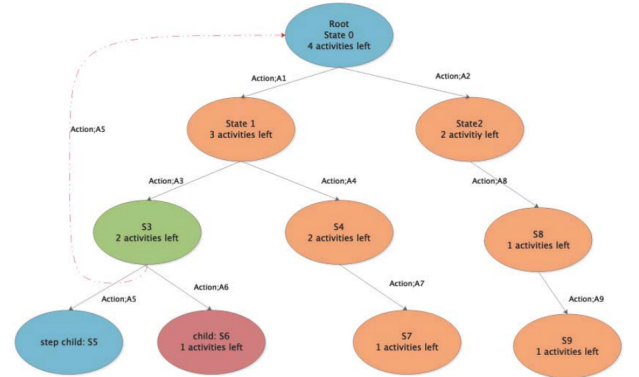 Root
State 0
4 activities left
Action;A1
Action;A2
Action;A5
State 1
3 activities left
State2
2 activitiy left
Action;A3
Action;A4
Action;A8
S3
2 activities left
S4
2 activities left
S8
1 activities left
Action;A5
Action;A6
Action;A7
Action;A9
step child: S5
child: S6
1 activities left
S7
1 activities left
S9
1 activities left